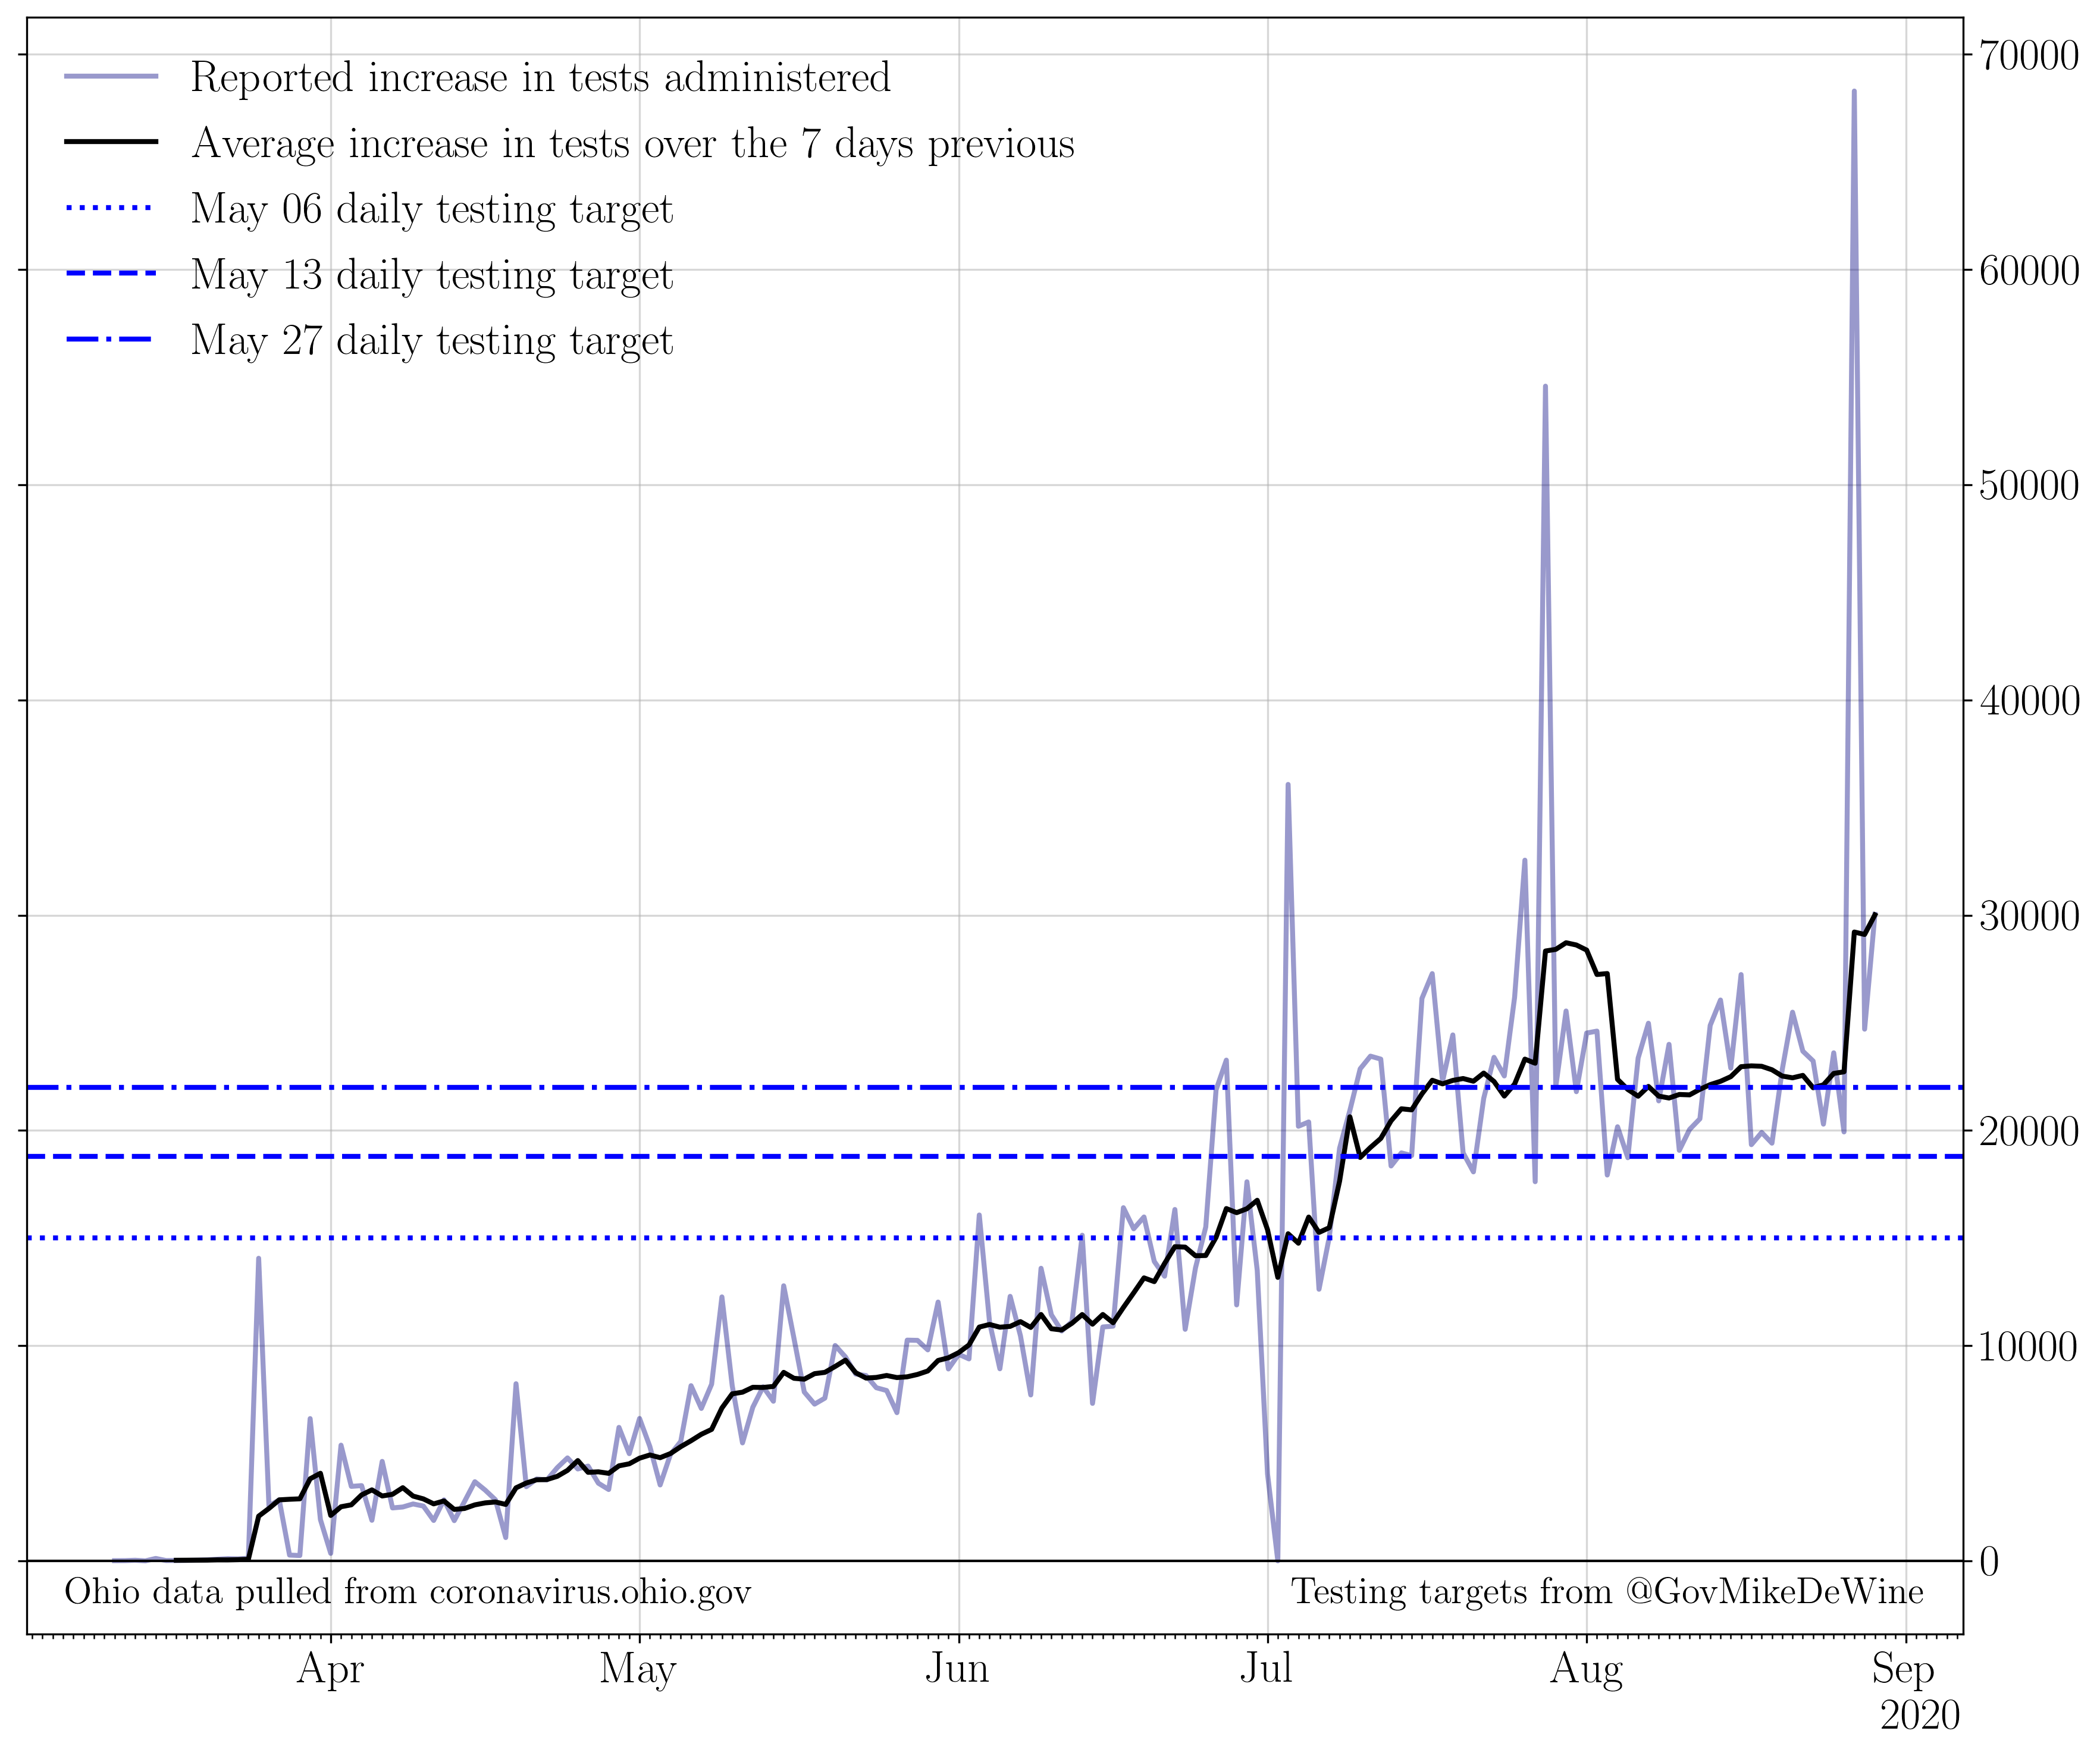 Reported increase in tests administered
Average increase in tests over the 7 days previous
May 06 daily testing target
May 13 daily testing target
May 27 daily testing target
70000
60000
50000
40000
30000
20000
10000
0
Ohio data pulled from coronavirus.ohio.gov
Testing targets from @GovMikeDeWine
Apr May Jun Jul Aug Sep
2020